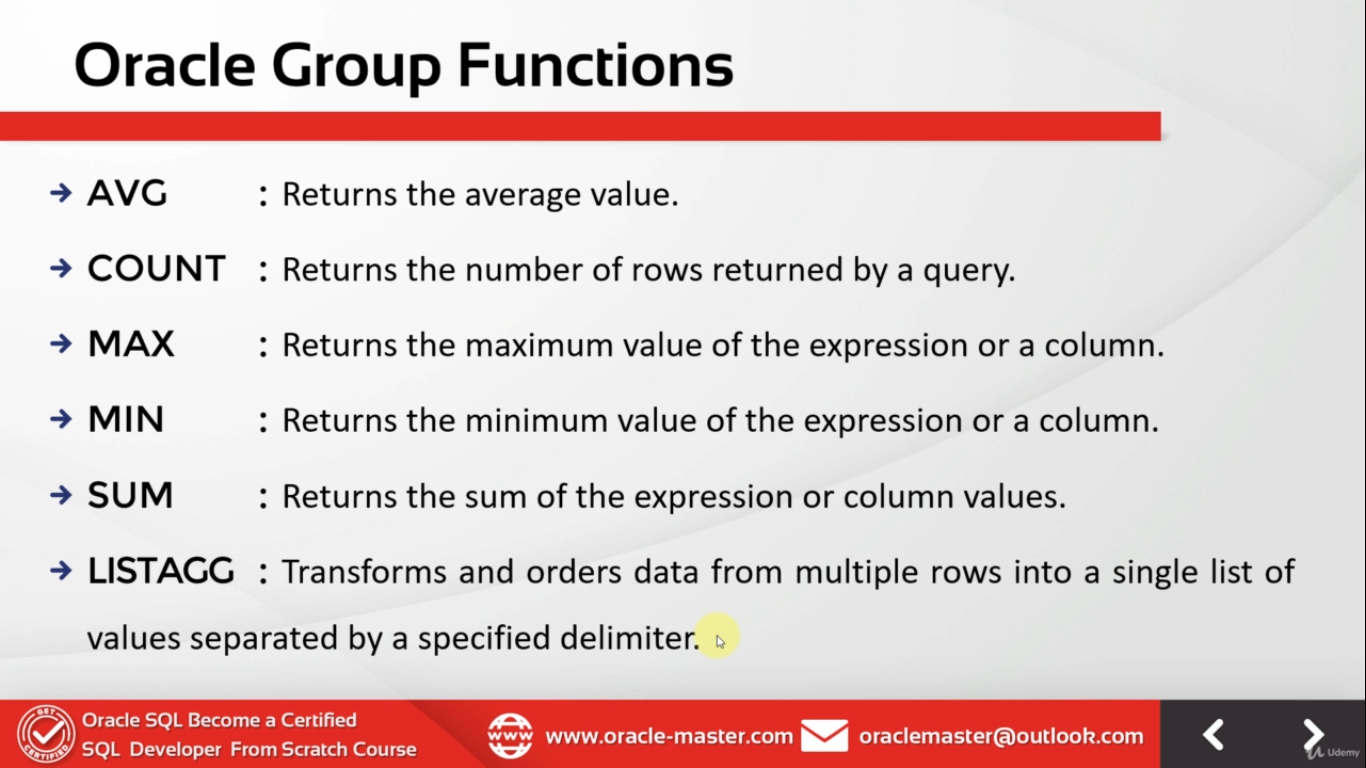 Oracle Group Functions
→ AVG : Returns the average value.
→ COUNT : Returns the number of rows returned by a query.
→ MAX : Returns the maximum value of the expression or a column.
→ MIN : Returns the minimum value of the expression or a column.
→ SUM : Returns the sum of the expression or column values.
→ LISTAGG : Transforms and orders data from multiple rows into a single list of
values separated by a specified delimiter.
GET CERTIFIED
Oracle SQL Become a Certified
SQL Developer From Scratch Course
www
www.oracle-master.com
oraclemaster@outlook.com
Udemy